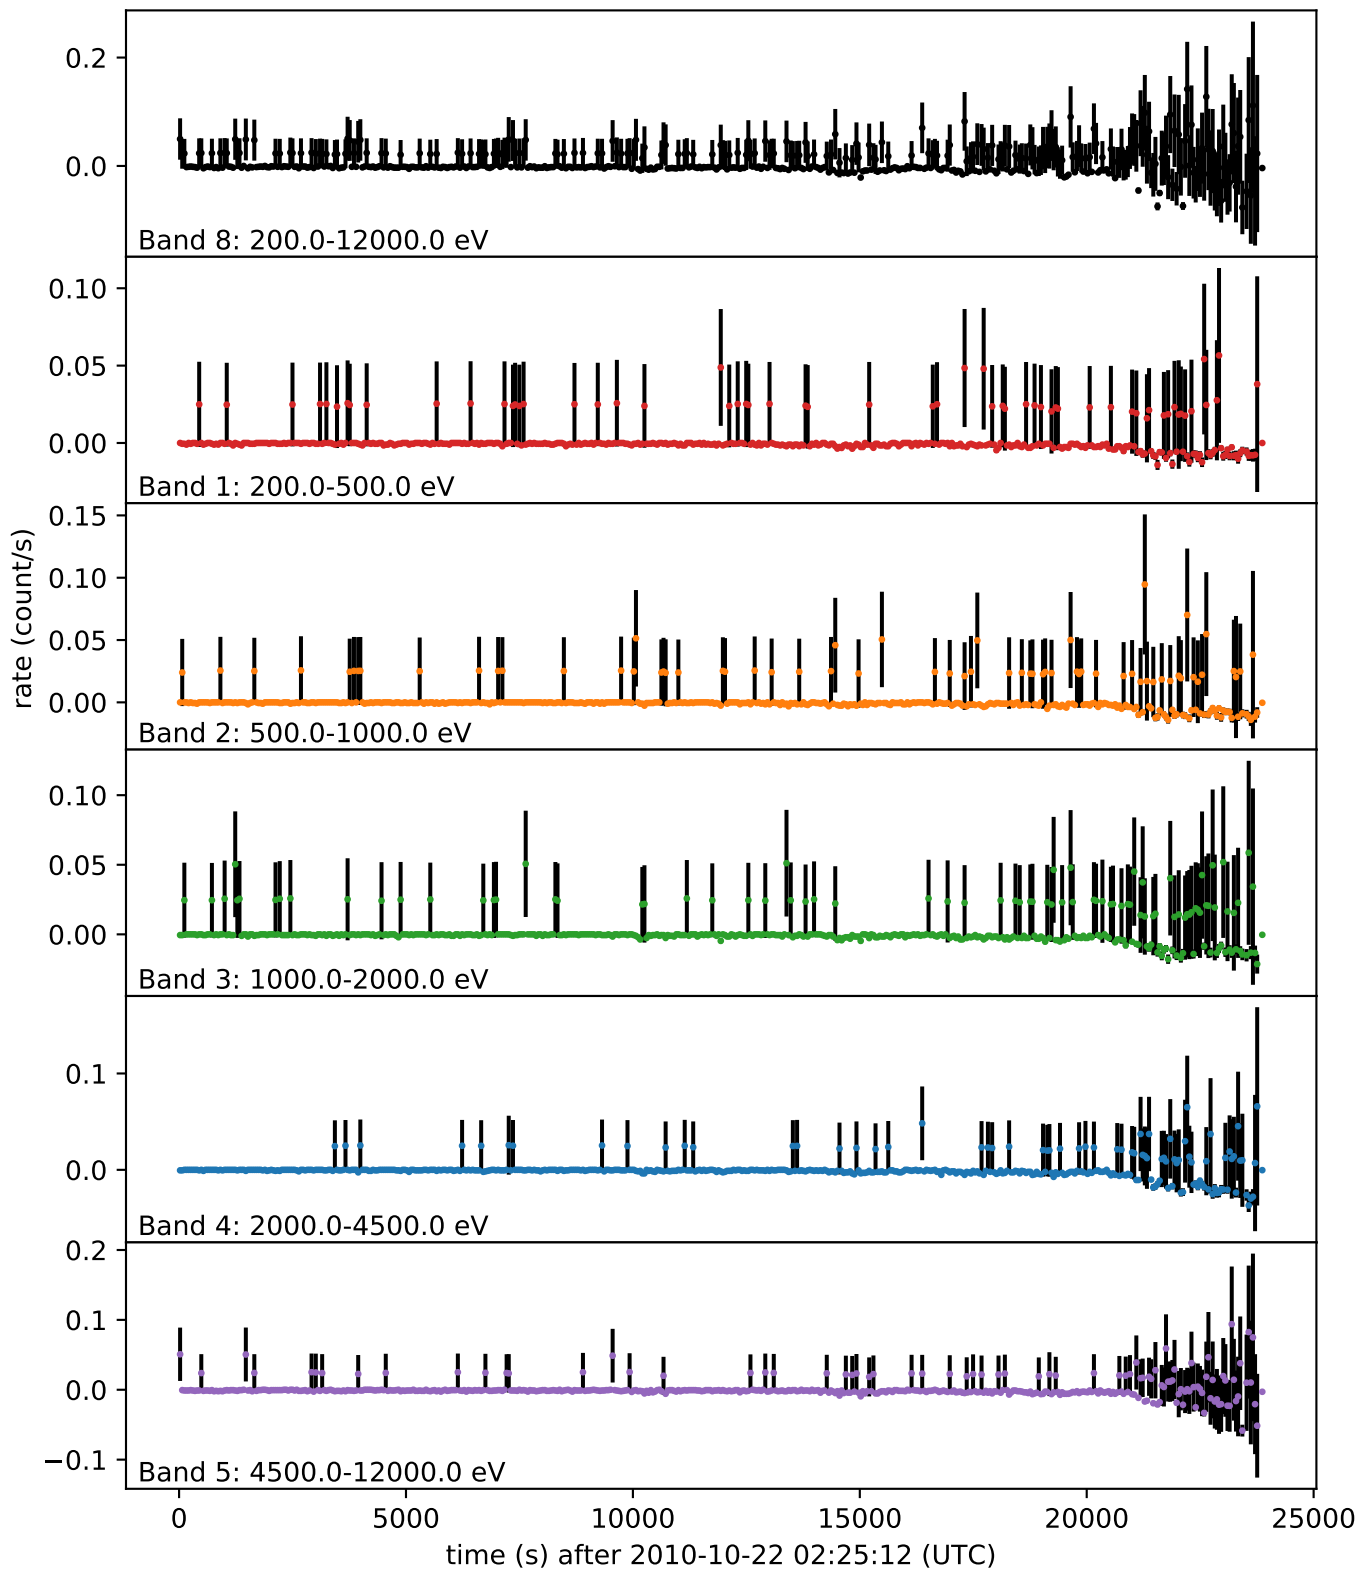 0.2
0.0
Band 8: 200.0-12000.0 eV
0.10
0.05
0.00
Band 1: 200.0-500.0 eV
rate (count/s)
0.15
0.10
0.05
0.00
Band 2: 500.0-1000.0 eV
0.10
0.05
0.00
Band 3: 1000.0-2000.0 eV
0.1
0.0
Band 4: 2000.0-4500.0 eV
0.2
0.1
0.0
−0.1
Band 5: 4500.0-12000.0 eV
0 5000 10000 15000 20000 25000
time (s) after 2010-10-22 02:25:12 (UTC)